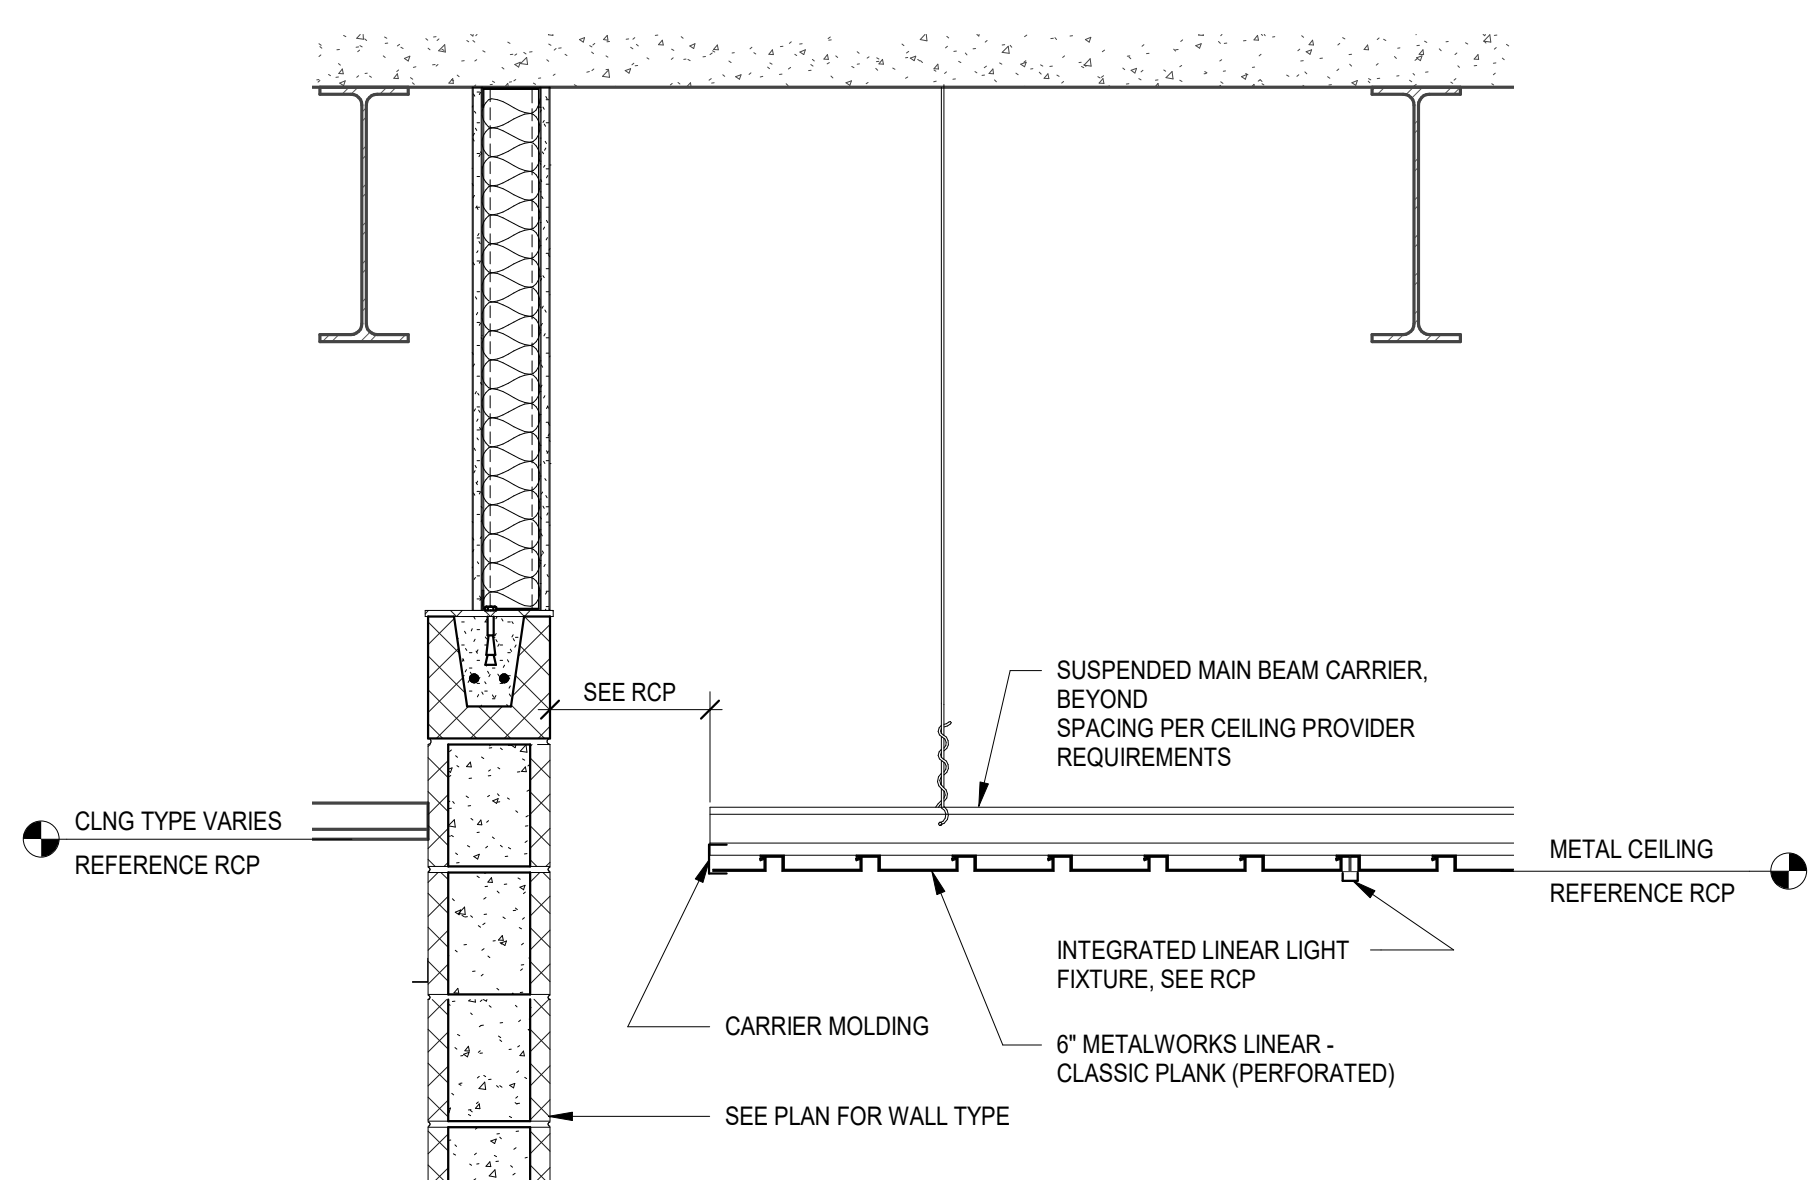 SEE RCP
SUSPENDED MAIN BEAM CARRIER,
BEYOND
SPACING PER CEILING PROVIDER
REQUIREMENTS
CLNG TYPE VARIES
REFERENCE RCP
METAL CEILING
REFERENCE RCP
INTEGRATED LINEAR LIGHT
FIXTURE, SEE RCP
CARRIER MOLDING
6" METALWORKS LINEAR -
CLASSIC PLANK (PERFORATED)
SEE PLAN FOR WALL TYPE